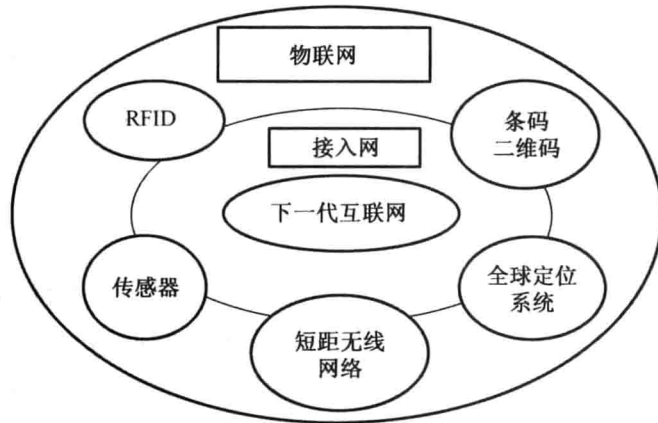 物联网
RFID
条码
二维码
接入网
下一代互联网
传感器
全球定位
系统
短距无线
网络